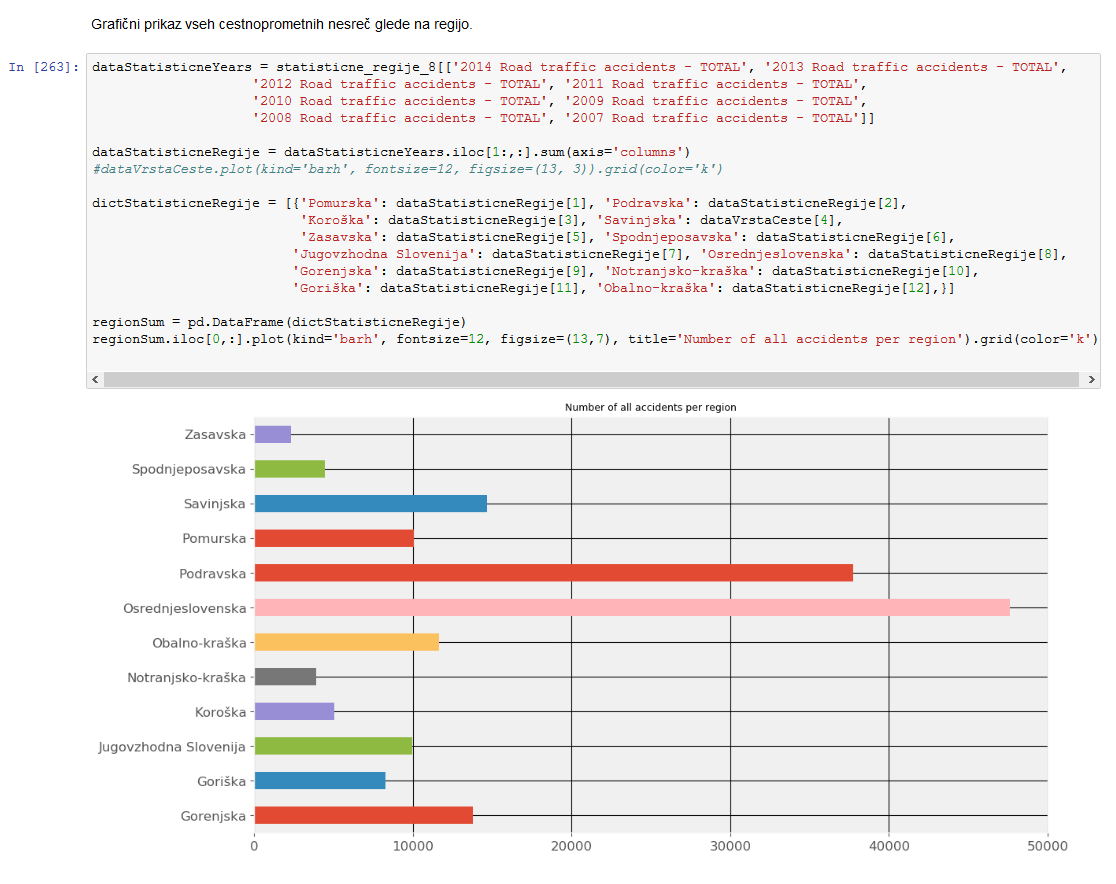 Grafični prikaz vseh cestnoprometnih nesreč glede na regijo.
In [263]:
dataStatisticneYears = statisticne_regije_8[['2014 Road traffic accidents - TOTAL', '2013 Road traffic accidents - TOTAL',
'2012 Road traffic accidents - TOTAL', '2011 Road traffic accidents - TOTAL',
'2010 Road traffic accidents - TOTAL', '2009 Road traffic accidents - TOTAL',
'2008 Road traffic accidents - TOTAL', '2007 Road traffic accidents - TOTAL']]
dataStatisticneRegije = dataStatisticneYears.iloc[1:,:].sum(axis='columns')
#dataVrstaCeste.plot(kind='barh', fontsize=12, figsize=(13, 3)).grid(color='k')
dictStatisticneRegije = [{'Pomurska': dataStatisticneRegije[1], 'Podravska': dataStatisticneRegije[2],
'Koroška': dataStatisticneRegije[3], 'Savinjska': dataVrstaCeste[4],
'Zasavska': dataStatisticneRegije[5], 'Spodnjeposavska': dataStatisticneRegije[6],
'Jugovzhodna Slovenija': dataStatisticneRegije[7], 'Osrednjeslovenska': dataStatisticneRegije[8],
'Gorenjska': dataStatisticneRegije[9], 'Notranjsko-kraška': dataStatisticneRegije[10],
'Goriška': dataStatisticneRegije[11], 'Obalno-kraška': dataStatisticneRegije[12],}]
regionSum = pd.DataFrame(dictStatisticneRegije)
regionSum.iloc[0,:].plot(kind='barh', fontsize=12, figsize=(13,7), title='Number of all accidents per region').grid(color='k')
Number of all accidents per region
Zasavska
Spodnjeposavska
Savinjska
Pomurska
Podravska
Osrednjeslovenska
Obalno-kraška
Notranjsko-kraška
Koroška
Jugovzhodna Slovenija
Goriška
Gorenjska
0 10000 20000 30000 40000 50000